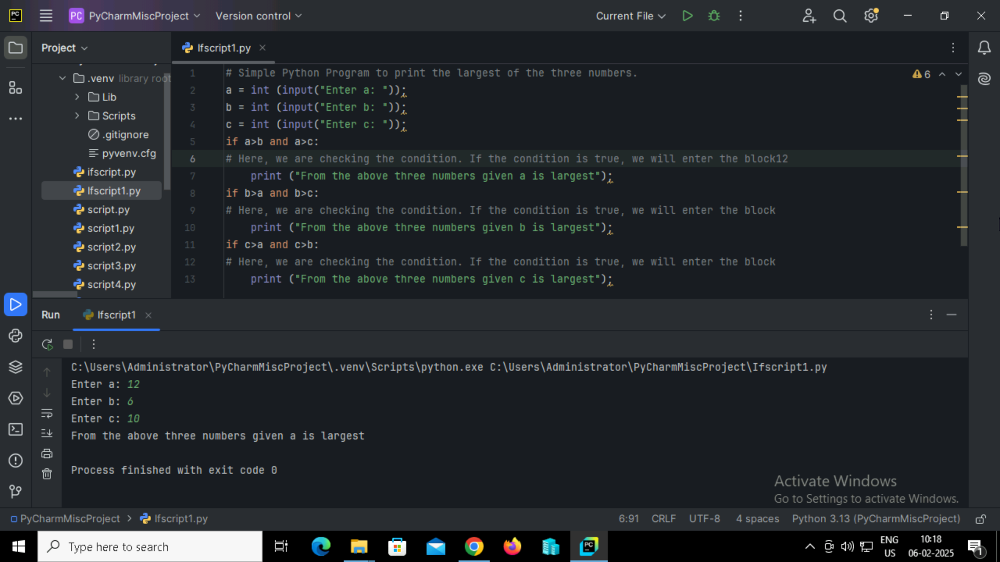 PC PC PyCharmMiscProject Version control Current File
Project
Ifscript1.py
.venv library root
Lib
Scripts
.gitignore
pyvenv.cfg
ifscript.py
Ifscript1.py
script.py
script1.py
script2.py
script3.py
script4.py
6
1 # Simple Python Program to print the largest of the three numbers.
2 a = int (input("Enter a: "));
3 b = int (input("Enter b: "));
4 c = int (input("Enter c: "));
5 if a>b and a>c:
6 # Here, we are checking the condition. If the condition is true, we will enter the block12
7 print ("From the above three numbers given a is largest");
8 if b>a and b>c:
9 # Here, we are checking the condition. If the condition is true, we will enter the block
10 print ("From the above three numbers given b is largest");
11 if c>a and c>b:
12 # Here, we are checking the condition. If the condition is true, we will enter the block
13 print ("From the above three numbers given c is largest");
Run Ifscript1
C:\Users\Administrator\PyCharmMiscProject\.venv\Scripts\python.exe C:\Users\Administrator\PyCharmMiscProject\Ifscript1.py
Enter a: 12
Enter b: 6
Enter c: 10
From the above three numbers given a is largest
Process finished with exit code 0
Activate Windows
Go to Settings to activate Windows.
PyCharmMiscProject Ifscript1.py 6:91 CRLF UTF-8 4 spaces Python 3.13 (PyCharmMiscProject)
Type here to search
PC
ENG
US
10:18
06-02-2025
1